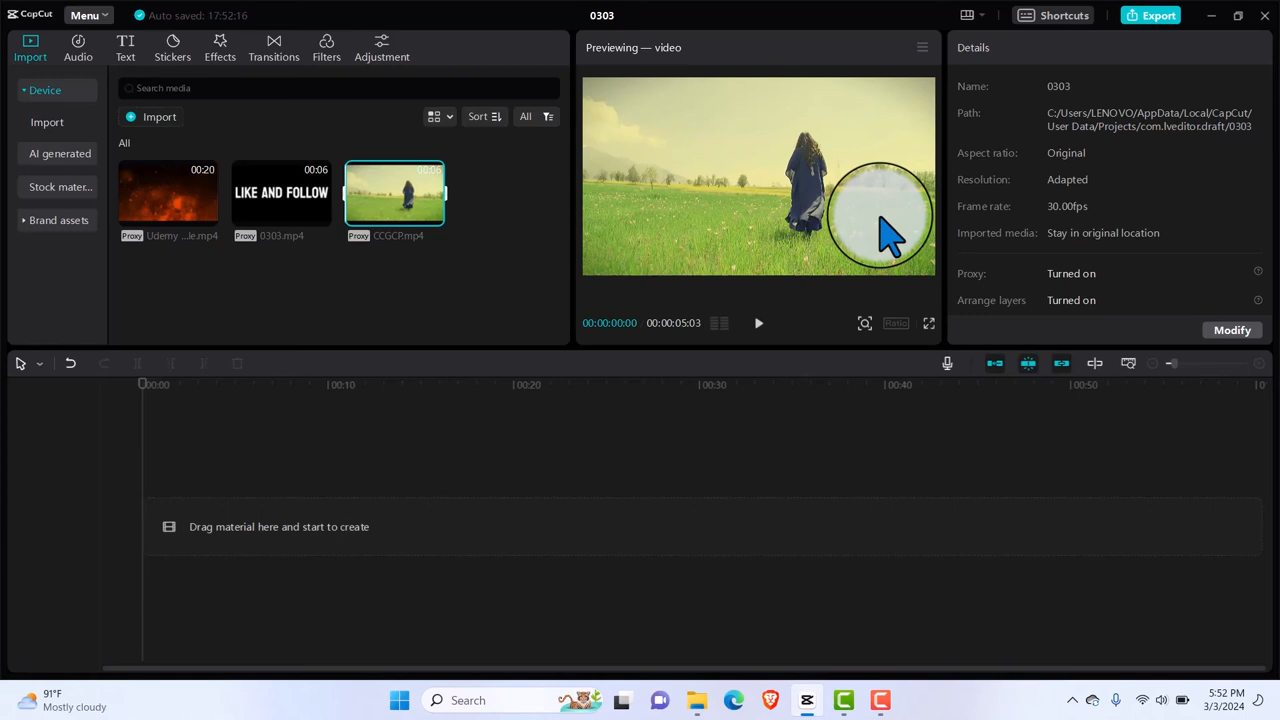 CapCut
Menu
Auto saved: 17:52:16
0303
Shortcuts
Export
Import
Audio
Text
Stickers
Effects
Transitions
Filters
Adjustment
Device
Import
AI generated
Stock mater...
Brand assets
Search media
Import
Sort
All
All
00:20
00:06
LIKE AND FOLLOW
00:06
Proxy Udemy ...le.mp4
Proxy 0303.mp4
Proxy CCGCP.mp4
Previewing — video
00:00:00:00 / 00:00:05:03
Ratio
Details
Name: 0303
Path: C:/Users/LENOVO/AppData/Local/CapCut/
User Data/Projects/com.lveditor.draft/0303
Aspect ratio: Original
Resolution: Adapted
Frame rate: 30.00fps
Imported media: Stay in original location
Proxy: Turned on
Arrange layers Turned on
Modify
00:00
00:10
00:20
00:30
00:40
00:50
Drag material here and start to create
91°F
Mostly cloudy
Search
5:52 PM
3/3/2024